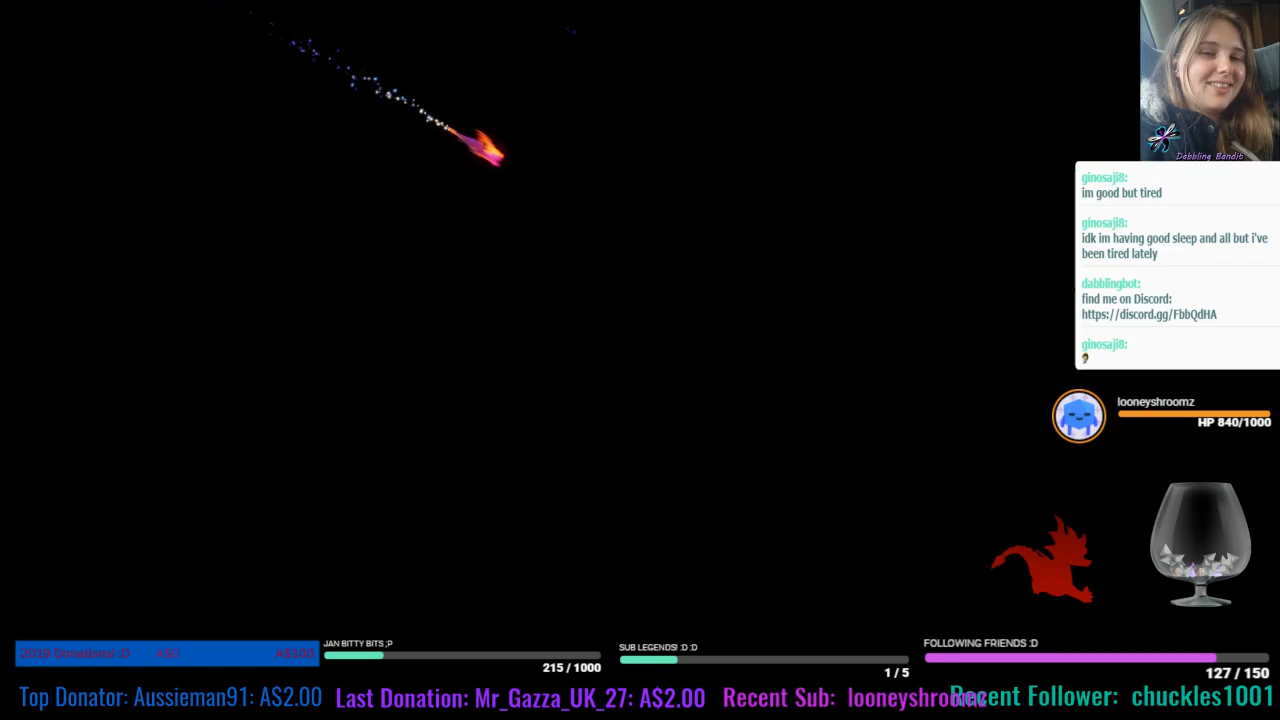 Dabbling Bandit
ginosaji8:
im good but tired
ginosaji8:
idk im having good sleep and all but i've
been tired lately
dabblingbot:
find me on Discord:
https://discord.gg/FbbQdHA
ginosaji8:
looneyshroomz
HP 840/1000
2019 Donations! :D A$200
JAN BITTY BITS ;P
215 / 1000
SUB LEGENDS! :D :D
1 / 5
FOLLOWING FRIENDS :D
127 / 150
Top Donator: Aussieman91: A$2.00
Last Donation: Mr_Gazza_UK_27: A$2.00
Recent Sub: looneyshroomz
Recent Follower: chuckles1001